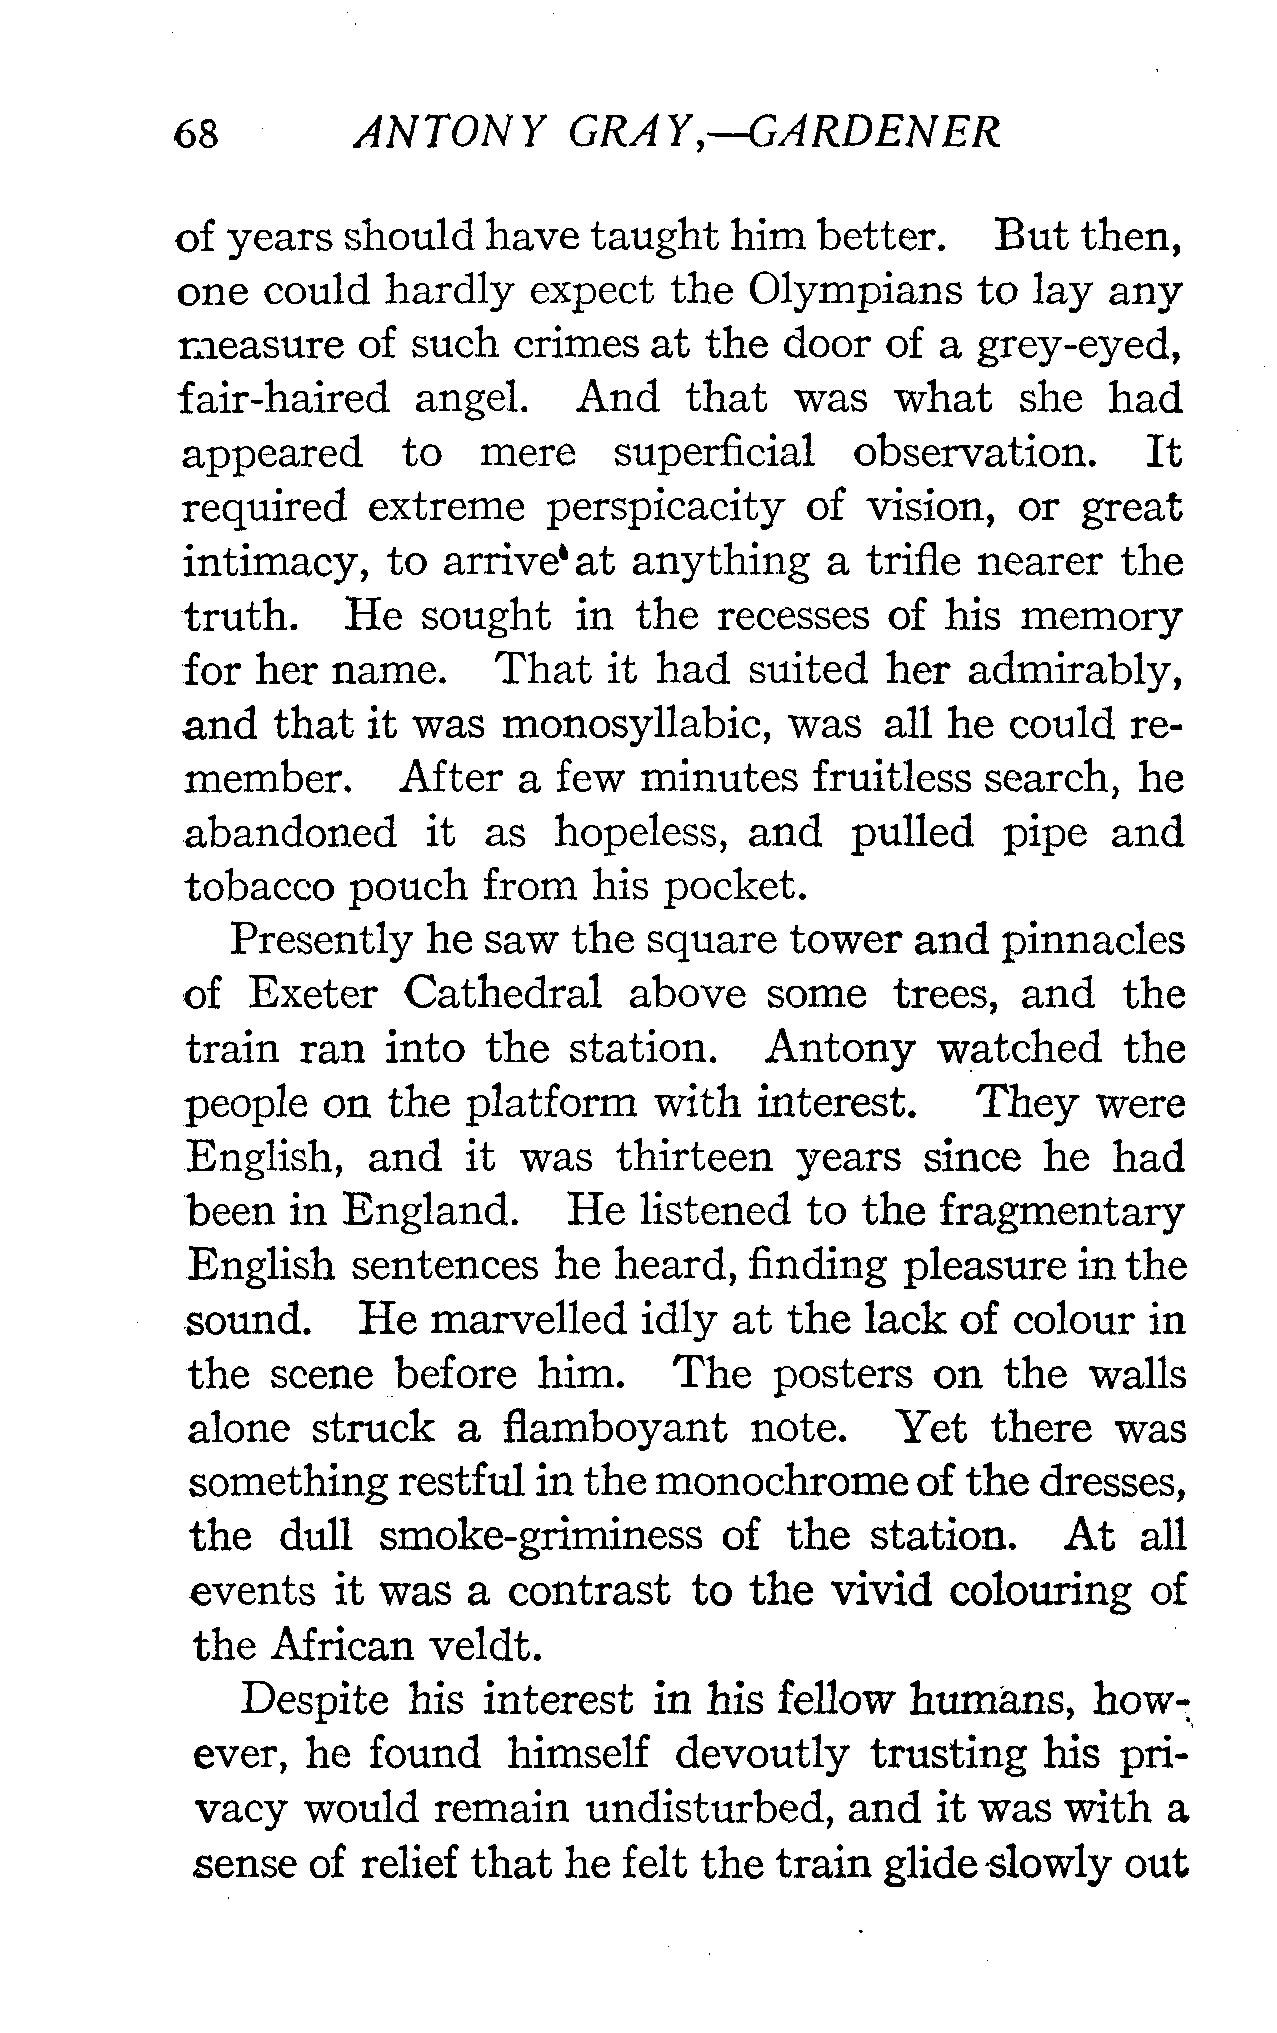 68 ANTONY GRAY,—GARDENER
of years should have taught him better. But then,
one could hardly expect the Olympians to lay any
measure of such crimes at the door of a grey-eyed,
fair-haired angel. And that was what she had
appeared to mere superficial observation. It
required extreme perspicacity of vision, or great
intimacy, to arrive at anything a trifle nearer the
truth. He sought in the recesses of his memory
for her name. That it had suited her admirably,
and that it was monosyllabic, was all he could re-
member. After a few minutes fruitless search, he
abandoned it as hopeless, and pulled pipe and
tobacco pouch from his pocket.
Presently he saw the square tower and pinnacles
of Exeter Cathedral above some trees, and the
train ran into the station. Antony watched the
people on the platform with interest. They were
English, and it was thirteen years since he had
been in England. He listened to the fragmentary
English sentences he heard, finding pleasure in the
sound. He marvelled idly at the lack of colour in
the scene before him. The posters on the walls
alone struck a flamboyant note. Yet there was
something restful in the monochrome of the dresses,
the dull smoke-griminess of the station. At all
events it was a contrast to the vivid colouring of
the African veldt.
Despite his interest in his fellow humans, how-
ever, he found himself devoutly trusting his pri-
vacy would remain undisturbed, and it was with a
sense of relief that he felt the train glide slowly out